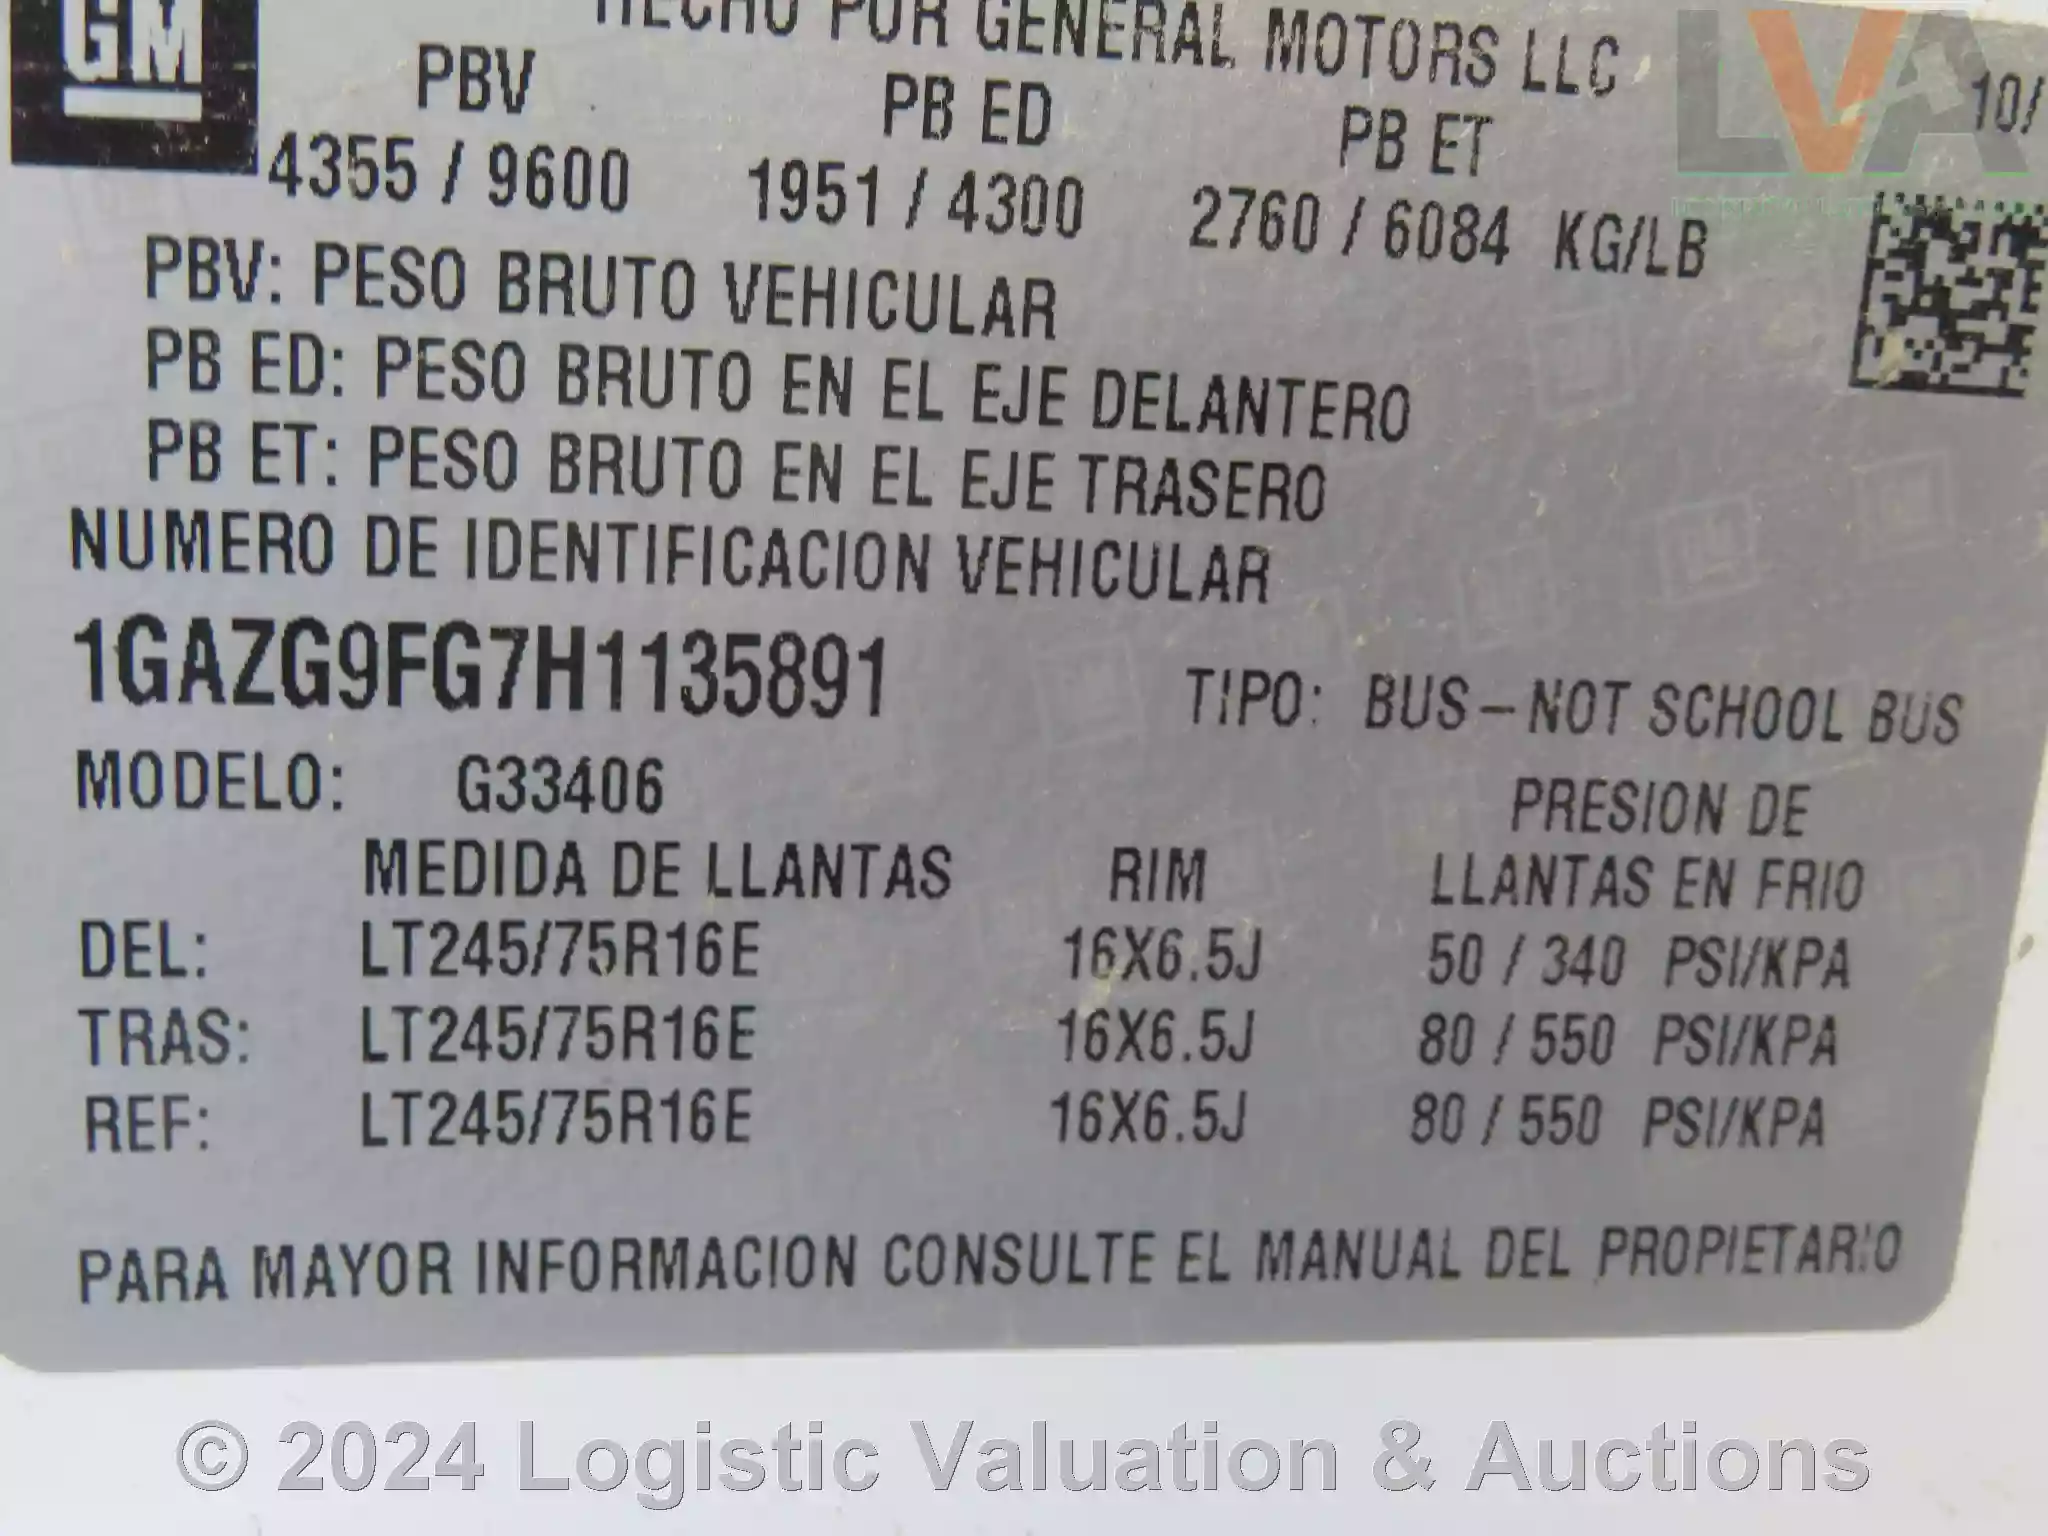 GM
HECHO POR GENERAL MOTORS LLC
10/
PBV PB ED PB ET
4355 / 9600 1951 / 4300 2760 / 6084 KG/LB
PBV: PESO BRUTO VEHICULAR
PB ED: PESO BRUTO EN EL EJE DELANTERO
PB ET: PESO BRUTO EN EL EJE TRASERO
NUMERO DE IDENTIFICACION VEHICULAR
1GAZG9FG7H1135891 TIPO: BUS-NOT SCHOOL BUS
MODELO: G33406
PRESION DE
MEDIDA DE LLANTAS RIM LLANTAS EN FRIO
DEL: LT245/75R16E 16X6.5J 50 / 340 PSI/KPA
TRAS: LT245/75R16E 16X6.5J 80 / 550 PSI/KPA
REF: LT245/75R16E 16X6.5J 80 / 550 PSI/KPA
PARA MAYOR INFORMACION CONSULTE EL MANUAL DEL PROPIETARIO
LVA
© 2024 Logistic Valuation & Auctions